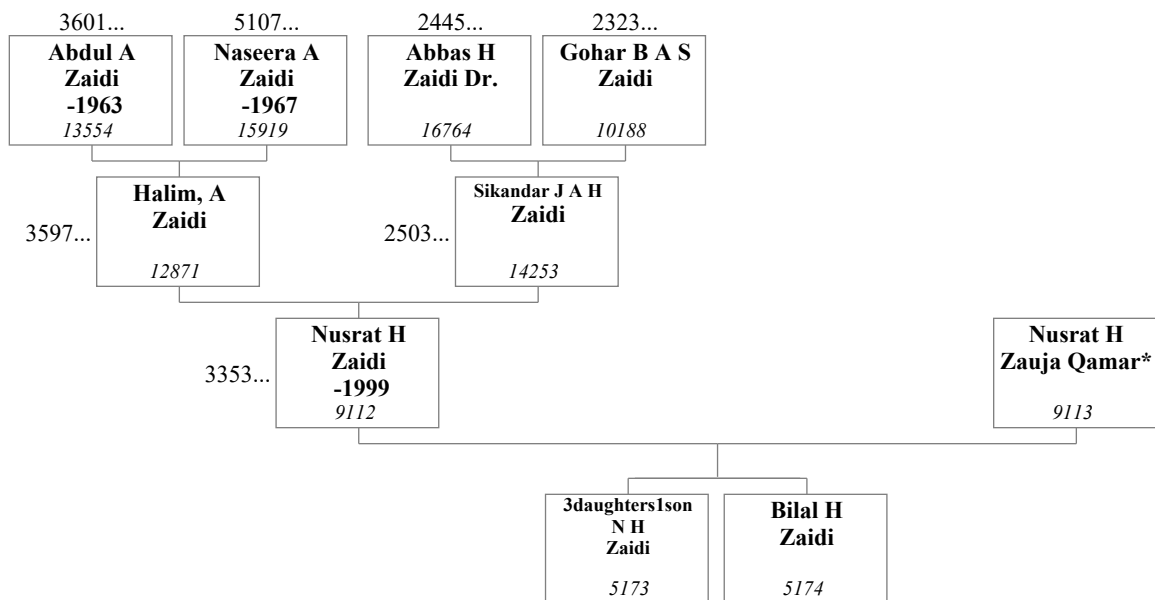 3601...
5107...
2445...
2323...
Abdul A
Zaidi
-1963
13554
Naseera A
Zaidi
-1967
15919
Abbas H
Zaidi Dr.
16764
Gohar B A S
Zaidi
10188
3597...
Halim, A
Zaidi
12871
2503...
Sikandar J A H
Zaidi
14253
3353...
Nusrat H
Zaidi
-1999
9112
Nusrat H
Zauja Qamar*
9113
3daughters1son
N H
Zaidi
5173
Bilal H
Zaidi
5174